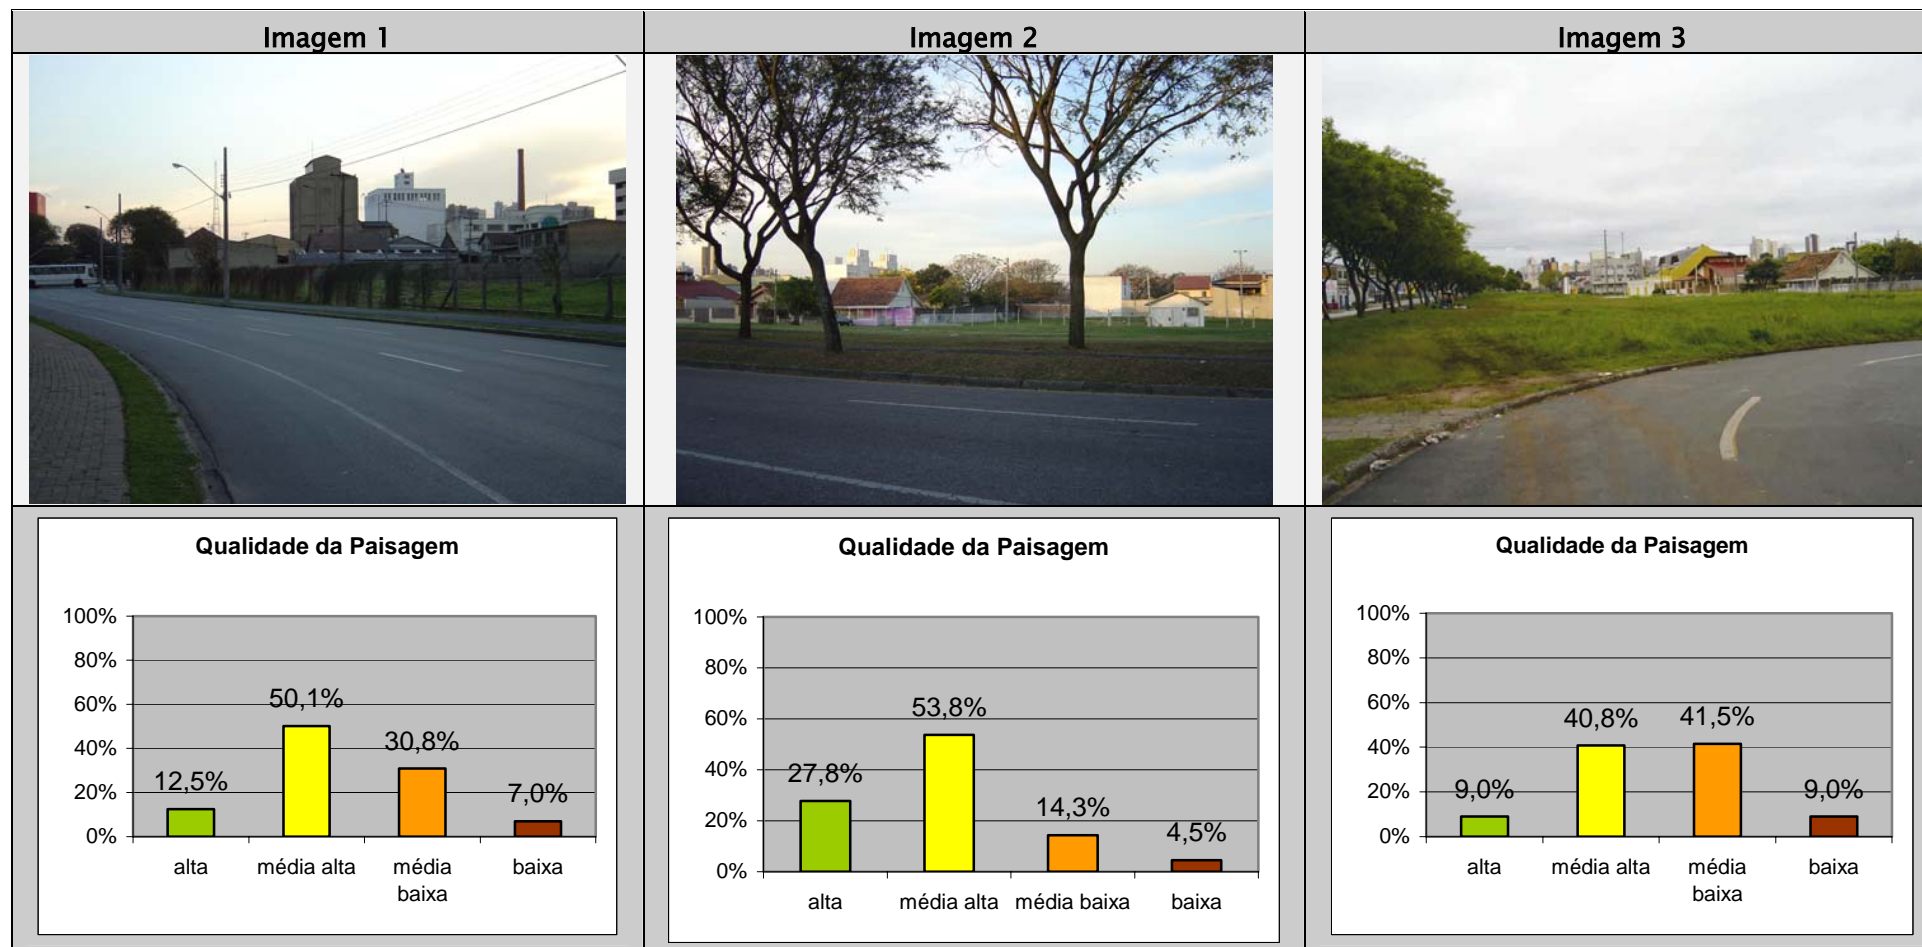 Imagem 1
Imagem 2
Imagem 3
Qualidade da Paisagem
100%
80%
60%
40%
20%
0%
12,5%
50,1%
30,8%
7,0%
alta
média alta
média
baixa
baixa
Qualidade da Paisagem
100%
80%
60%
40%
20%
0%
27,8%
53,8%
14,3%
4,5%
alta
média alta
média baixa
baixa
Qualidade da Paisagem
100%
80%
60%
40%
20%
0%
9,0%
40,8%
41,5%
9,0%
alta
média alta
média
baixa
baixa